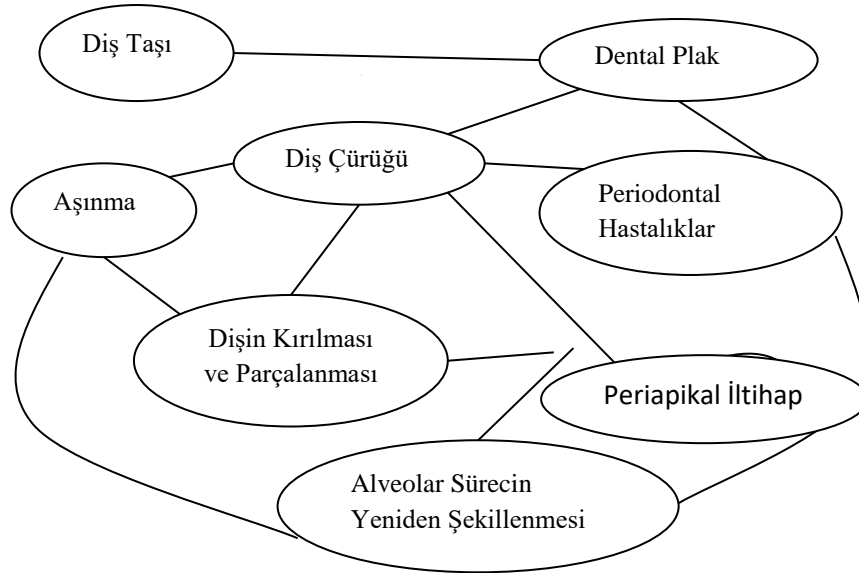 Diş Taşı
Dental Plak
Diş Çürüğü
Aşınma
Periodontal
Hastalıklar
Dişin Kırılması
ve Parçalanması
Periapikal İltihap
Alveolar Sürecin
Yeniden Şekillenmesi